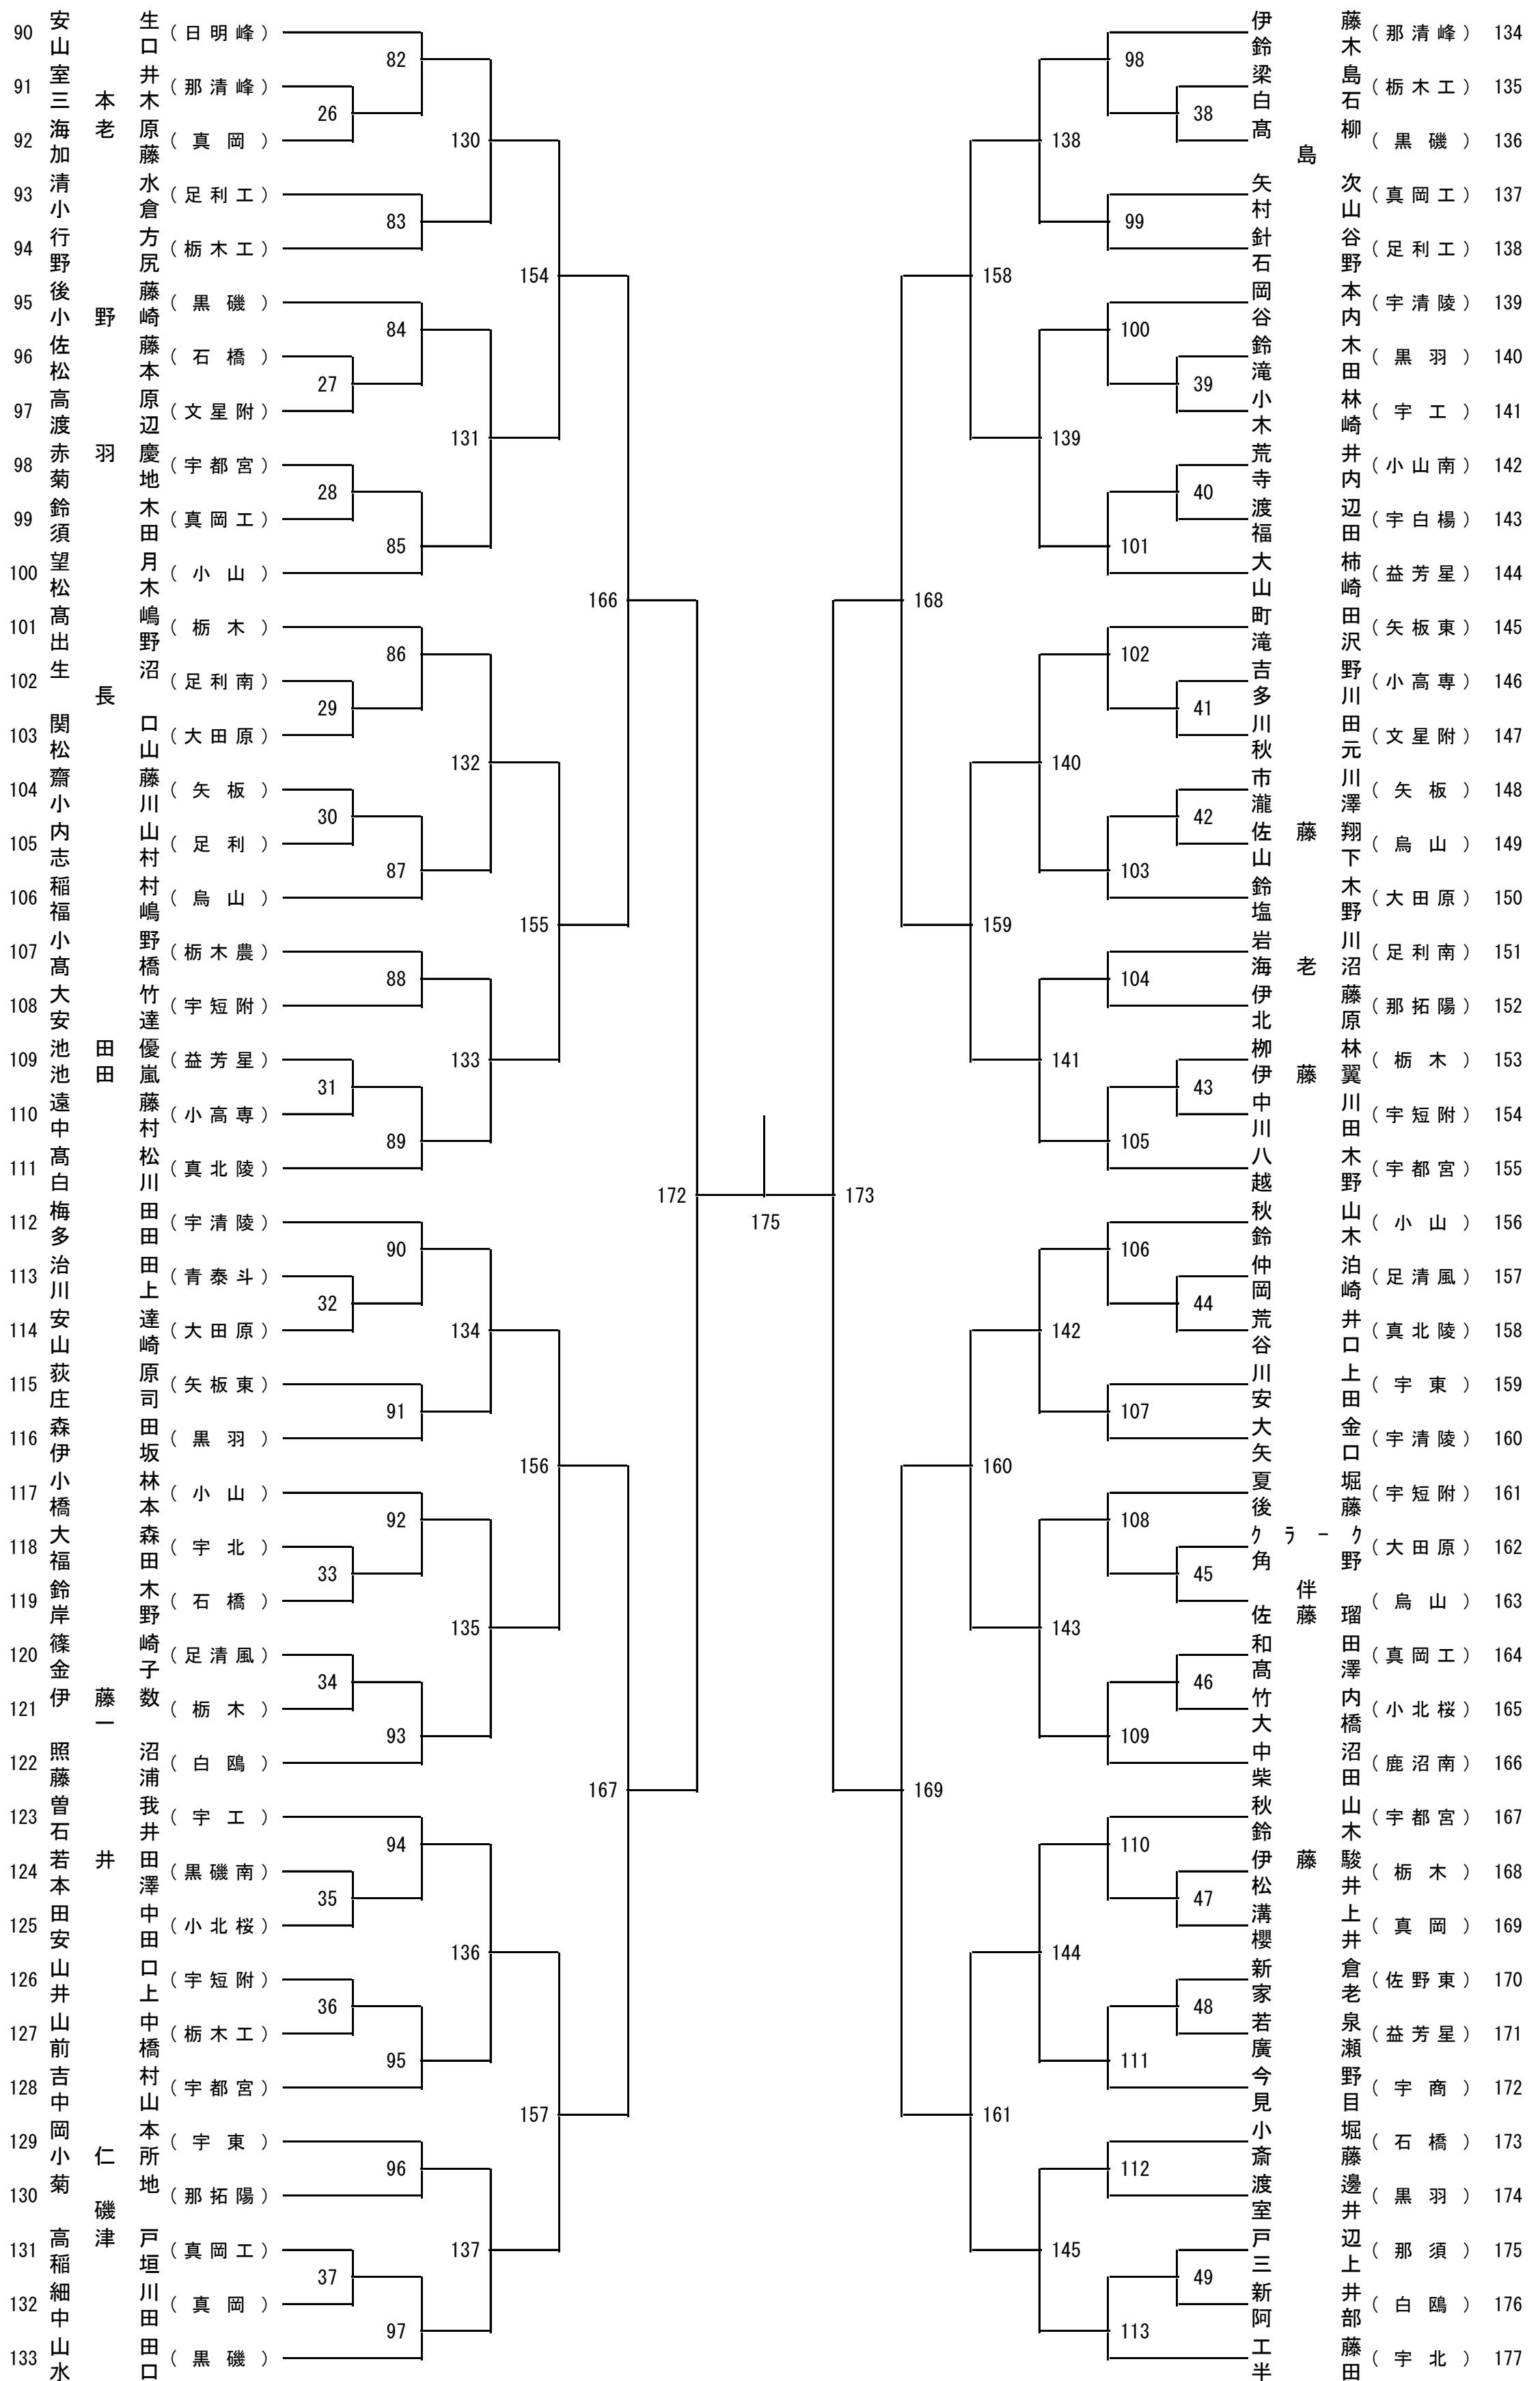 90 安生 山口 (日明峰)
91 室井 三本木 (那清峰)
92 海老原 加藤 (真岡)
93 清水 小倉 (足利工)
94 行方 野尻 (栃木工)
95 後藤 小野崎 (黒磯)
96 佐藤 松本 (石橋)
97 高原 渡辺 (文星附)
98 赤羽慶 菊地 (宇都宮)
99 鈴木 須田 (真岡工)
100 望月 松木 (小山)
101 髙嶋 出野 (栃木)
102 生沼 長 (足利南)
103 関口 松山 (大田原)
104 齋藤 小川 (矢板)
105 内山 志村 (足利)
106 稲村 福嶋 (烏山)
107 小野 髙橋 (栃木農)
108 大竹 安達 (宇短附)
109 池田優 池田嵐 (益芳星)
110 遠藤 中村 (小高専)
111 髙松 白川 (真北陵)
112 梅田 多田 (宇清陵)
113 治田 川上 (青泰斗)
114 安達 山崎 (大田原)
115 荻原 庄司 (矢板東)
116 森田 伊坂 (黒羽)
117 小林 橋本 (小山)
118 大森 福田 (宇北)
119 鈴木 岸野 (石橋)
120 篠崎 金子 (足清風)
121 伊藤数 一 (栃木)
122 照沼 藤浦 (白鴎)
123 曽我 石井 (宇工)
124 若井田 本澤 (黒磯南)
125 田中 安田 (小北桜)
126 山口 井上 (宇短附)
127 山中 前橋 (栃木工)
128 吉村 中山 (宇都宮)
129 岡本 小仁所 (宇東)
130 菊地 磯 (那拓陽)
131 高津戸 稲垣 (真岡工)
132 細川 中田 (真岡)
133 山田 水口 (黒磯)
82
26
130
83
154
84
27
131
28
85
166
86
29
132
30
87
155
88
133
31
89
172
90
32
134
91
156
92
33
135
34
93
167
94
35
136
36
95
157
96
137
37
97
175
173
98
38
138
99
158
100
39
139
40
101
168
102
41
140
42
103
159
104
141
43
105
106
44
142
107
160
108
45
143
46
109
169
110
47
144
48
111
161
112
145
49
113
伊藤 鈴木 (那清峰) 134
梁島 白石 (栃木工) 135
髙柳 島 (黒磯) 136
矢次 村山 (真岡工) 137
針谷 石野 (足利工) 138
岡本 谷内 (宇清陵) 139
鈴木 滝田 (黒羽) 140
小林 木崎 (宇工) 141
荒井 寺内 (小山南) 142
渡辺 福田 (宇白楊) 143
大柿 山崎 (益芳星) 144
町田 滝沢 (矢板東) 145
吉野 多川 (小高専) 146
川田 秋元 (文星附) 147
市川 瀧澤 (矢板) 148
佐藤翔 山下 (烏山) 149
鈴木 塩野 (大田原) 150
岩川 海老沼 (足利南) 151
伊藤 北原 (那拓陽) 152
栁林 伊藤翼 (栃木) 153
中川 川田 (宇短附) 154
八木 越野 (宇都宮) 155
秋山 鈴木 (小山) 156
仲泊 岡崎 (足清風) 157
荒井 谷口 (真北陵) 158
川上 安田 (宇東) 159
大金 矢口 (宇清陵) 160
夏堀 後藤 (宇短附) 161
ｸﾗｰｸ 角野 (大田原) 162
伴 佐藤瑠 (烏山) 163
和田 髙澤 (真岡工) 164
竹内 大橋 (小北桜) 165
中沼 柴田 (鹿沼南) 166
秋山 鈴木 (宇都宮) 167
伊藤駿 松井 (栃木) 168
溝上 櫻井 (真岡) 169
新倉 家老 (佐野東) 170
若泉 廣瀬 (益芳星) 171
今野 見目 (宇商) 172
小堀 斎藤 (石橋) 173
渡邊 室井 (黒羽) 174
戸辺 三上 (那須) 175
新井 阿部 (白鴎) 176
工藤 半田 (宇北) 177